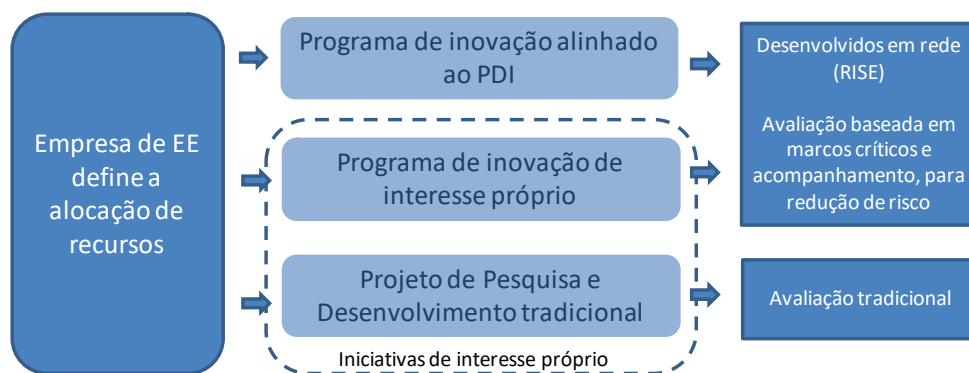 Empresa de EE
define a
alocação de
recursos
Programa de inovação alinhado
ao PDI
Programa de inovação de
interesse próprio
Projeto de Pesquisa e
Desenvolvimento tradicional
Iniciativas de interesse próprio
Desenvolvidos em rede
(RISE)
Avaliação baseada em
marcos críticos e
acompanhamento, para
redução de risco
Avaliação tradicional